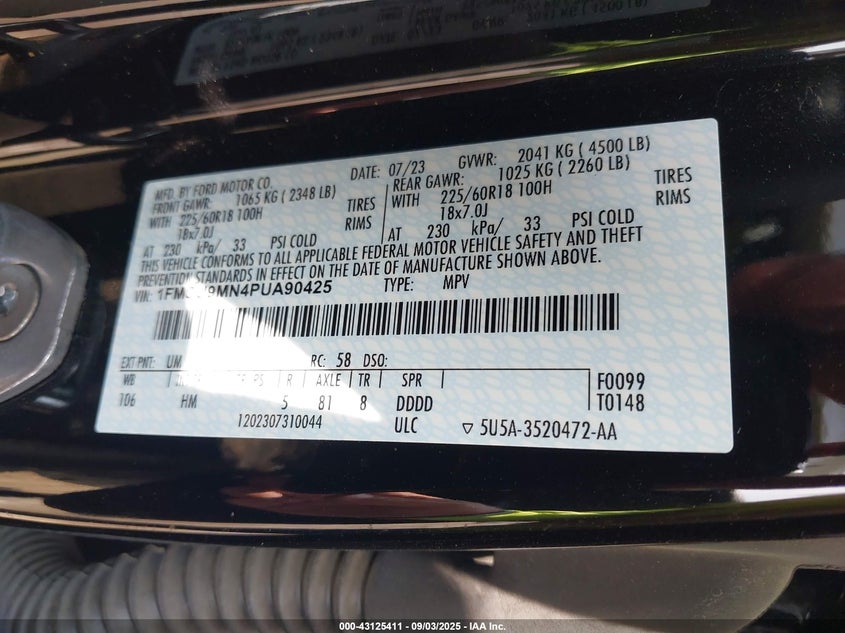 MFD. BY FORD MOTOR CO. DATE: 07/23 GVWR: 2041 KG ( 4500 LB)
FRONT GAWR: 1065 KG ( 2348 LB) REAR GAWR: 1025 KG ( 2260 LB)
WITH 225/60R18 100H TIRES WITH 225/60R18 100H TIRES
18x7.0J RIMS 18x7.0J RIMS
AT 230 kPa/ 33 PSI COLD AT 230 kPa/ 33 PSI COLD
THIS VEHICLE CONFORMS TO ALL APPLICABLE FEDERAL MOTOR VEHICLE SAFETY AND THEFT
PREVENTION STANDARDS IN EFFECT ON THE DATE OF MANUFACTURE SHOWN ABOVE.
VIN: TYPE: MPV
EXT PNT: UM RC: 58 DSO:
WB R AXLE TR SPR F0099
106 HM 5 81 8 DDDD T0148
1202307310044 ULC ▽ 5U5A-3520472-AA
000-43125411 - 09/03/2025 - IAA Inc.